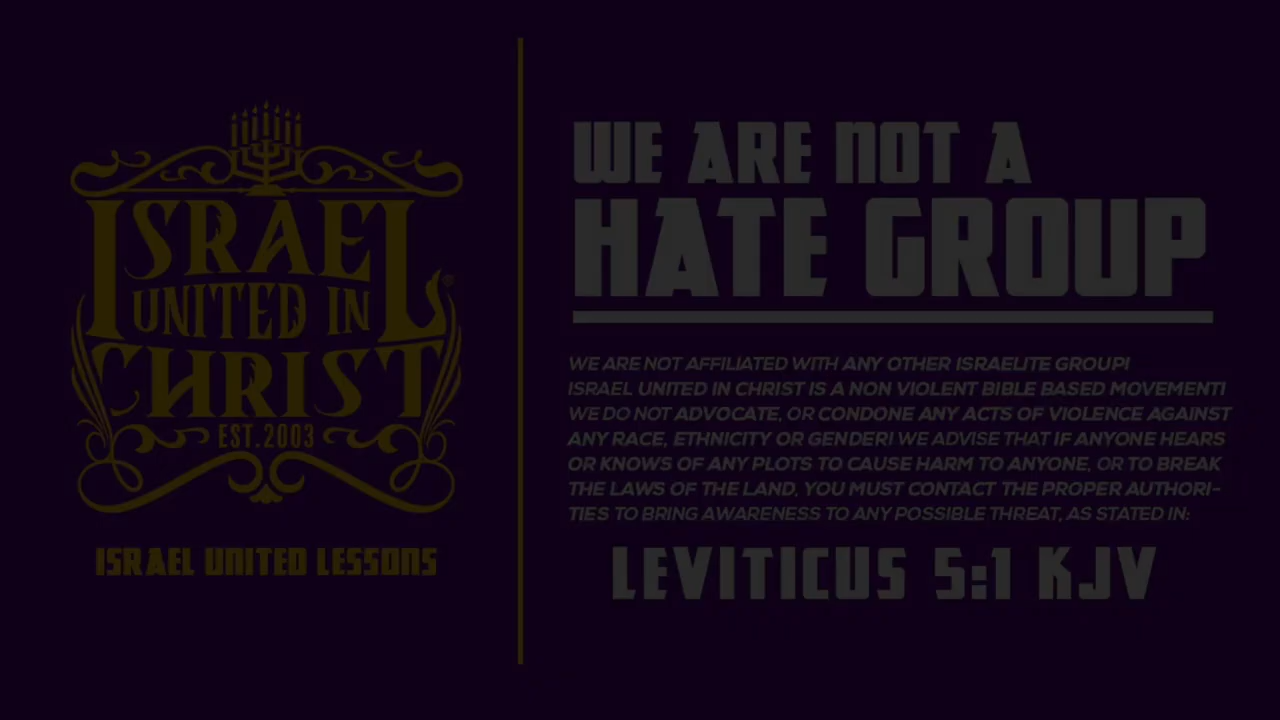 ISRAEL
UNITED IN
CHRIST
EST.2003
ISRAEL UNITED LESSONS
WE ARE NOT A
HATE GROUP
WE ARE NOT AFFILIATED WITH ANY OTHER ISRAELITE GROUP!
ISRAEL UNITED IN CHRIST IS A NON VIOLENT BIBLE BASED MOVEMENT!
WE DO NOT ADVOCATE, OR CONDONE ANY ACTS OF VIOLENCE AGAINST
ANY RACE, ETHNICITY OR GENDER! WE ADVISE THAT IF ANYONE HEARS
OR KNOWS OF ANY PLOTS TO CAUSE HARM TO ANYONE, OR TO BREAK
THE LAWS OF THE LAND, YOU MUST CONTACT THE PROPER AUTHORI-
TIES TO BRING AWARENESS TO ANY POSSIBLE THREAT, AS STATED IN:
LEVITICUS 5:1 KJV